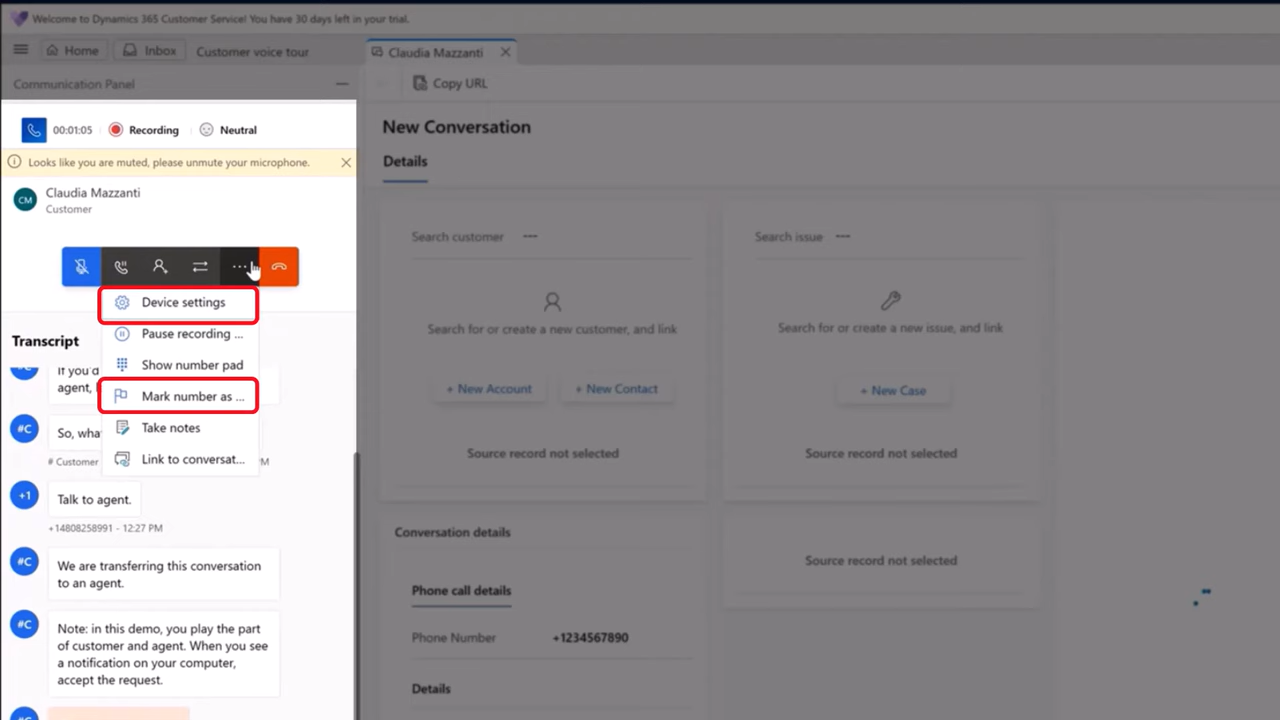 Welcome to Dynamics 365 Customer Service! You have 30 days left in your trial.
Home
Inbox
Customer voice tour
Claudia Mazzanti
Communication Panel
Copy URL
00:01:05
Recording
Neutral
New Conversation
Looks like you are muted, please unmute your microphone.
Details
CM
Claudia Mazzanti
Customer
Search customer
---
Search issue
---
Device settings
Pause recording ...
Show number pad
Mark number as ...
Take notes
Link to conversat...
Search for or create a new customer, and link
Search for or create a new issue, and link
+ New Account
+ New Contact
+ New Case
Source record not selected
Source record not selected
Transcript
If you'd
agent,
#C
So, wha
# Customer
PM
+1
Talk to agent.
+14808258991 - 12:27 PM
#C
We are transferring this conversation
to an agent.
#C
Note: in this demo, you play the part
of customer and agent. When you see
a notification on your computer,
accept the request.
Conversation details
Phone call details
Phone Number
+1234567890
Details
Source record not selected